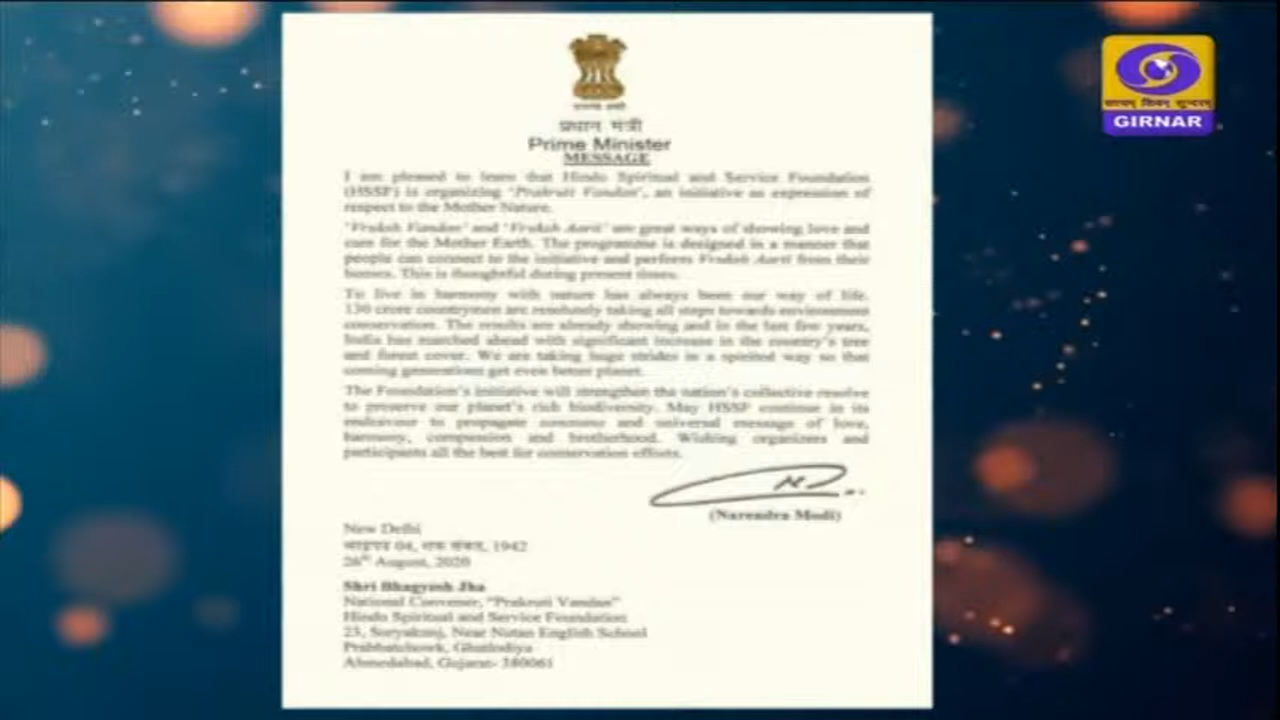 सत्यमेव जयते
प्रधान मंत्री
Prime Minister
MESSAGE
I am pleased to learn that Hindu Spiritual and Service Foundation
(HSSF) is organizing 'Prakruti Vandan', an initiative as expression of
respect to the Mother Nature.
'Vruksh Vandan' and 'Vruksh Aarti' are great ways of showing love and
care for the Mother Earth. The programme is designed in a manner that
people can connect to the initiative and perform Vruksh Aarti from their
homes. This is thoughtful during present times.
To live in harmony with nature has always been our way of life.
130 crore countrymen are resolutely taking all steps towards environment
conservation. The results are already showing and in the last few years,
India has marched ahead with significant increase in the country's tree
and forest cover. We are taking huge strides in a spirited way so that
coming generations get even better planet.
The Foundation's initiative will strengthen the nation's collective resolve
to preserve our planet's rich biodiversity. May HSSF continue in its
endeavour to propagate common and universal message of love,
harmony, compassion and brotherhood. Wishing organizers and
participants all the best for conservation efforts.
(Narendra Modi)
New Delhi
भाद्रपद 04, शक संवत्, 1942
26th August, 2020
Shri Bhagyesh Jha
National Convener, "Prakruti Vandan"
Hindu Spiritual and Service Foundation
23, Suryakunj, Near Nutan English School
Prabhatchowk, Ghatlodiya
Ahmedabad, Gujarat- 380061
सत्यम् शिवम् सुन्दरम्
GIRNAR